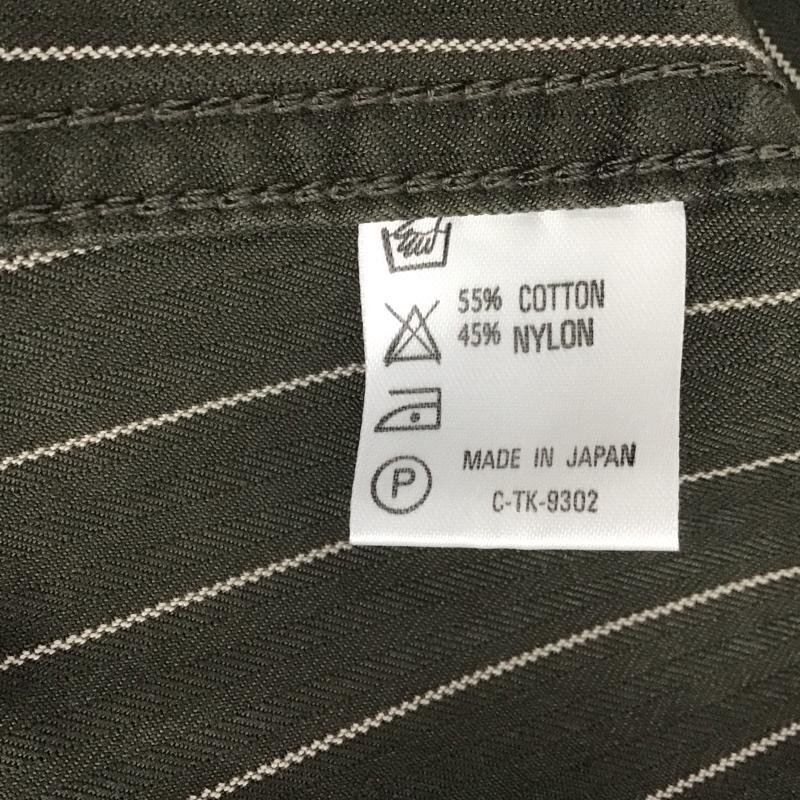 55% COTTON
45% NYLON
P
MADE IN JAPAN
C-TK-9302